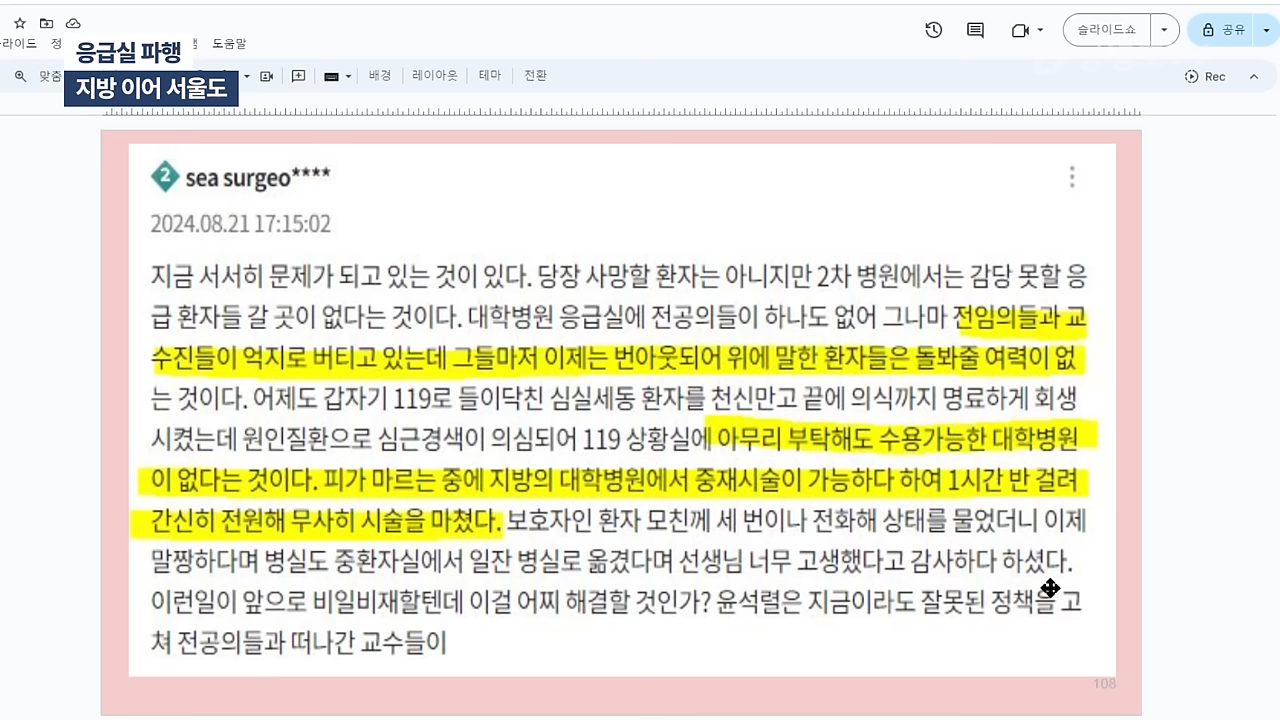 라이드
정
도움말
응급실 파행
지방 이어 서울도
슬라이드쇼
공유
맞춤
배경
레이아웃
테마
전환
Rec
2 sea surgeo****
2024.08.21 17:15:02
지금 서서히 문제가 되고 있는 것이 있다. 당장 사망할 환자는 아니지만 2차 병원에서는 감당 못할 응
급 환자들 갈 곳이 없다는 것이다. 대학병원 응급실에 전공의들이 하나도 없어 그나마 전임의들과 교
수진들이 억지로 버티고 있는데 그들마저 이제는 번아웃되어 위에 말한 환자들은 돌봐줄 여력이 없
는 것이다. 어제도 갑자기 119로 들이닥친 심실세동 환자를 천신만고 끝에 의식까지 명료하게 회생
시켰는데 원인질환으로 심근경색이 의심되어 119 상황실에 아무리 부탁해도 수용가능한 대학병원
이 없다는 것이다. 피가 마르는 중에 지방의 대학병원에서 중재시술이 가능하다 하여 1시간 반 걸려
간신히 전원해 무사히 시술을 마쳤다. 보호자인 환자 모친께 세 번이나 전화해 상태를 물었더니 이제
말짱하다며 병실도 중환자실에서 일잔 병실로 옮겼다며 선생님 너무 고생했다고 감사하다 하셨다.
이런일이 앞으로 비일비재할텐데 이걸 어찌 해결할 것인가? 윤석렬은 지금이라도 잘못된 정책을 고
쳐 전공의들과 떠나간 교수들이
108